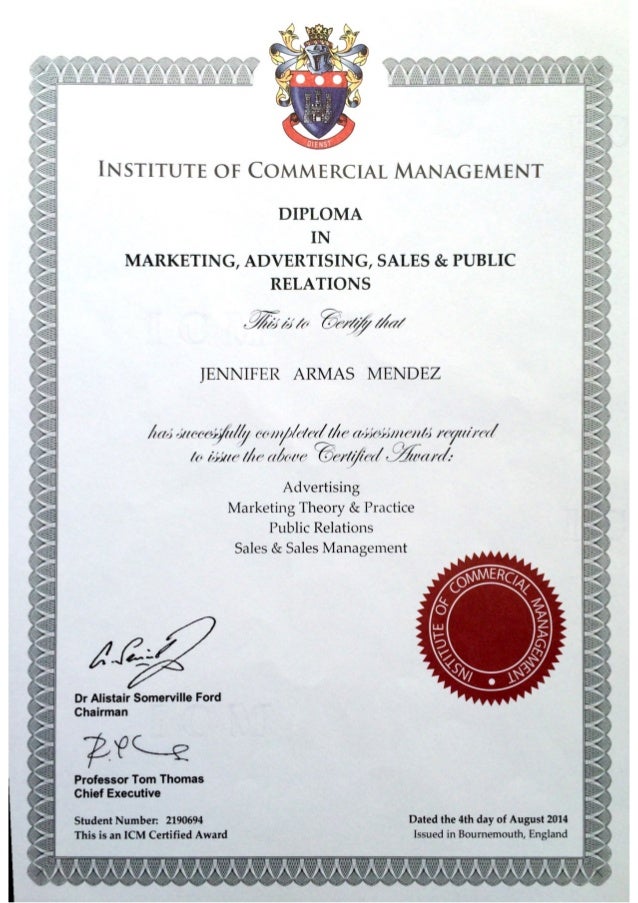 DIENST
INSTITUTE OF COMMERCIAL MANAGEMENT
DIPLOMA
IN
MARKETING, ADVERTISING, SALES & PUBLIC
RELATIONS
This is to Certify that
JENNIFER ARMAS MENDEZ
has successfully completed the assessments required
to issue the above Certified Award:
Advertising
Marketing Theory & Practice
Public Relations
Sales & Sales Management
INSTITUTE OF COMMERCIAL MANAGEMENT
Dr Alistair Somerville Ford
Chairman
Professor Tom Thomas
Chief Executive
Student Number: 2190694
This is an ICM Certified Award
Dated the 4th day of August 2014
Issued in Bournemouth, England